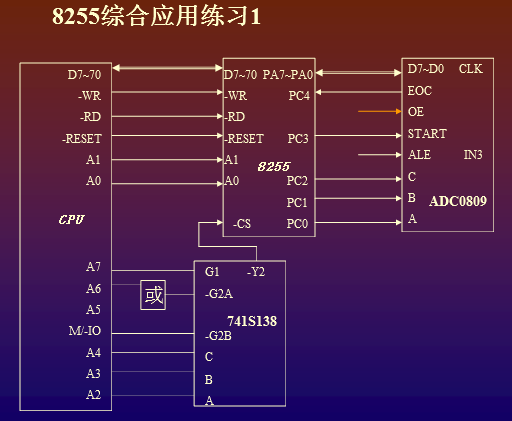 8255综合应用练习1
D7~70
-WR
-RD
-RESET
A1
A0
CPU
A7
A6
A5
M/-IO
A4
A3
A2
或
D7~70 PA7~PA0
-WR PC4
-RD
-RESET PC3
A1
8255
A0 PC2
PC1
-CS PC0
G1 -Y2
-G2A
741S138
-G2B
C
B
A
D7~D0 CLK
EOC
OE
START
ALE IN3
C
B ADC0809
A